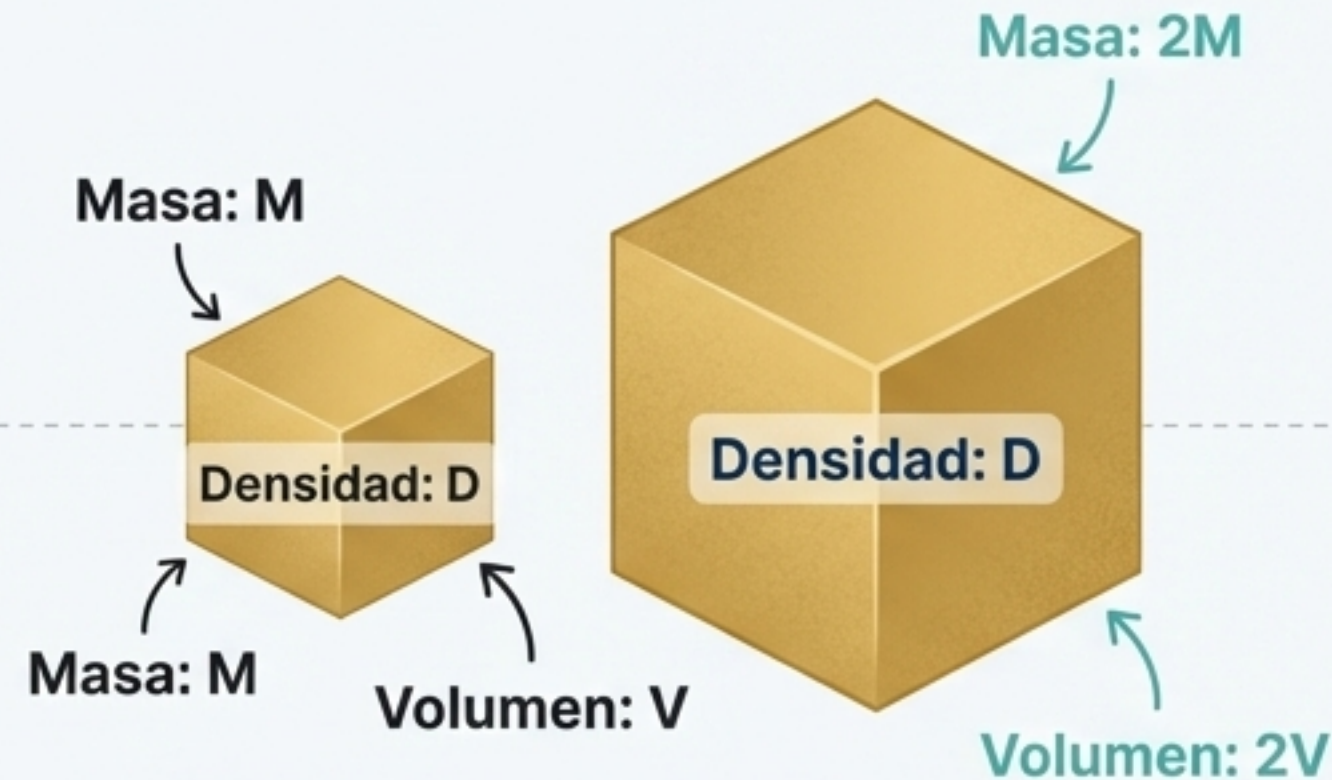 Masa: M
Densidad: D
Masa: M
Volumen: V
Masa: 2M
Densidad: D
Volumen: 2V